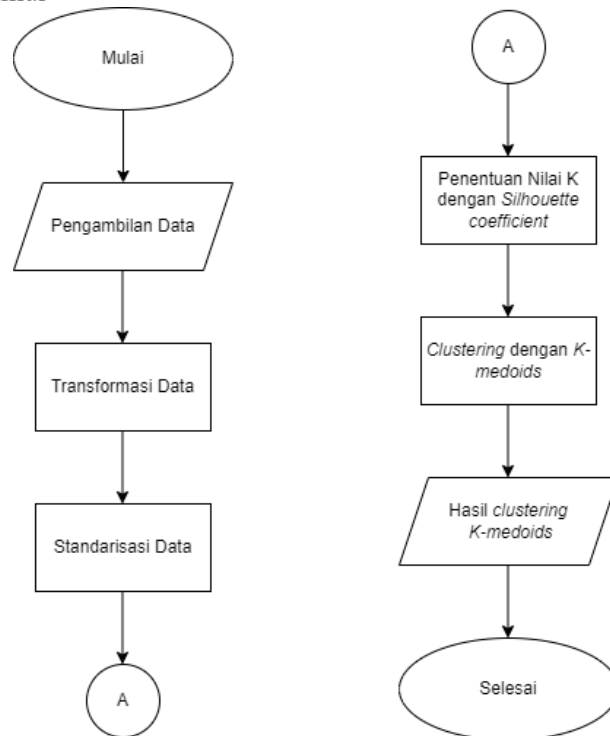 Mulai
Pengambilan Data
Transformasi Data
Standarisasi Data
A
A
Penentuan Nilai K
dengan Silhouette
coefficient
Clustering dengan K-
medoids
Hasil clustering
K-medoids
Selesai